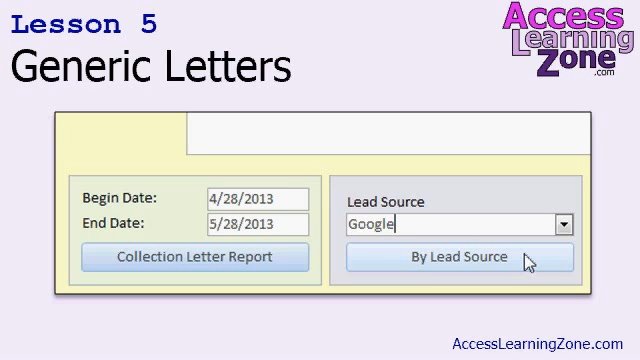 Lesson 5
Generic Letters
Access
Learning
Zone
.com
Begin Date: 4/28/2013
End Date: 5/28/2013
Collection Letter Report
Lead Source
Google
By Lead Source
AccessLearningZone.com